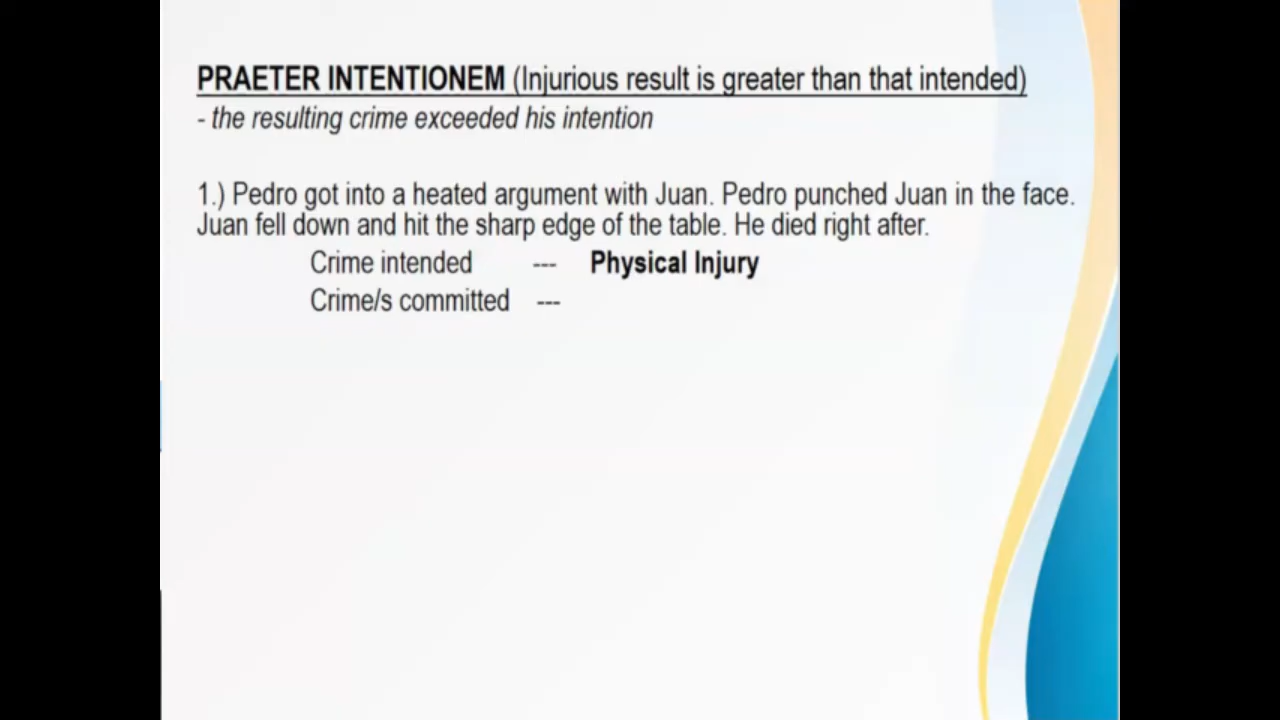 PRAETER INTENTIONEM (Injurious result is greater than that intended)
- the resulting crime exceeded his intention
1.) Pedro got into a heated argument with Juan. Pedro punched Juan in the face.
Juan fell down and hit the sharp edge of the table. He died right after.
Crime intended --- Physical Injury
Crime/s committed ---